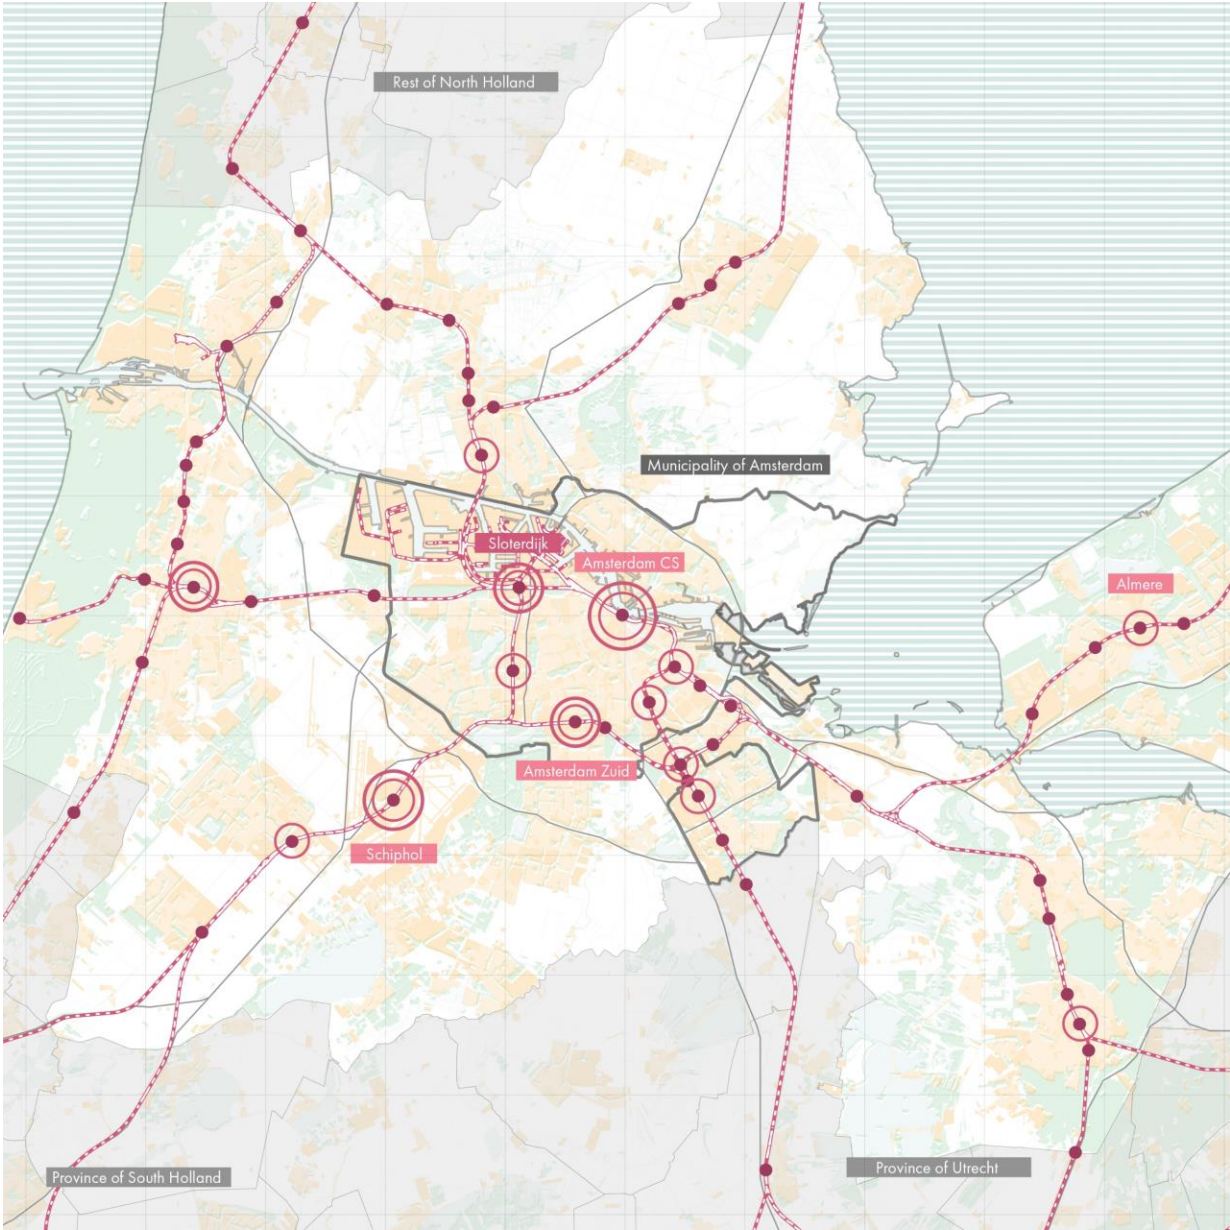 Rest of North Holland
Municipality of Amsterdam
Sloterdijk
Amsterdam CS
Almere
Amsterdam Zuid
Schiphol
Province of South Holland
Province of Utrecht